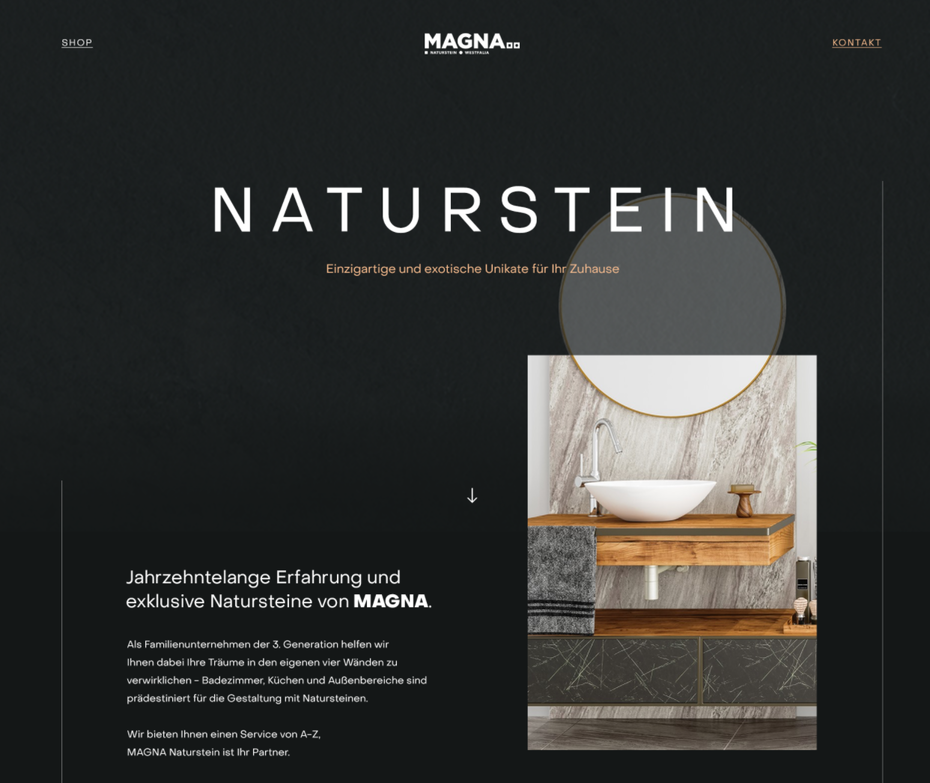 SHOP
MAGNA
NATURSTEIN WESTFALIA
KONTAKT
NATURSTEIN
Einzigartige und exotische Unikate für Ihr Zuhause
Jahrzehntelange Erfahrung und
exklusive Natursteine von MAGNA.
Als Familienunternehmen der 3. Generation helfen wir
Ihnen dabei Ihre Träume in den eigenen vier Wänden zu
verwirklichen – Badezimmer, Küchen und Außenbereiche sind
prädestiniert für die Gestaltung mit Natursteinen.
Wir bieten Ihnen einen Service von A–Z,
MAGNA Naturstein ist Ihr Partner.